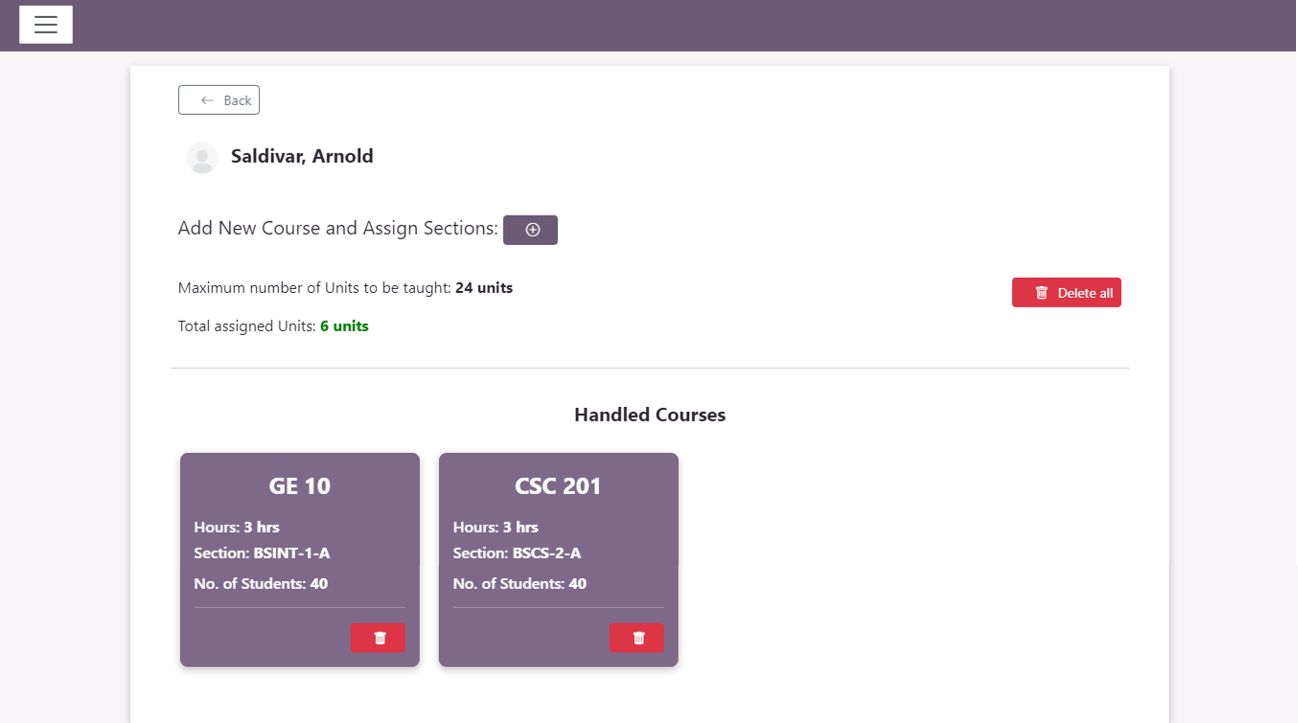 Back
Saldivar, Arnold
Add New Course and Assign Sections:
Maximum number of Units to be taught: 24 units
Delete all
Total assigned Units: 6 units
Handled Courses
GE 10
Hours: 3 hrs
Section: BSINT-1-A
No. of Students: 40
CSC 201
Hours: 3 hrs
Section: BSCS-2-A
No. of Students: 40